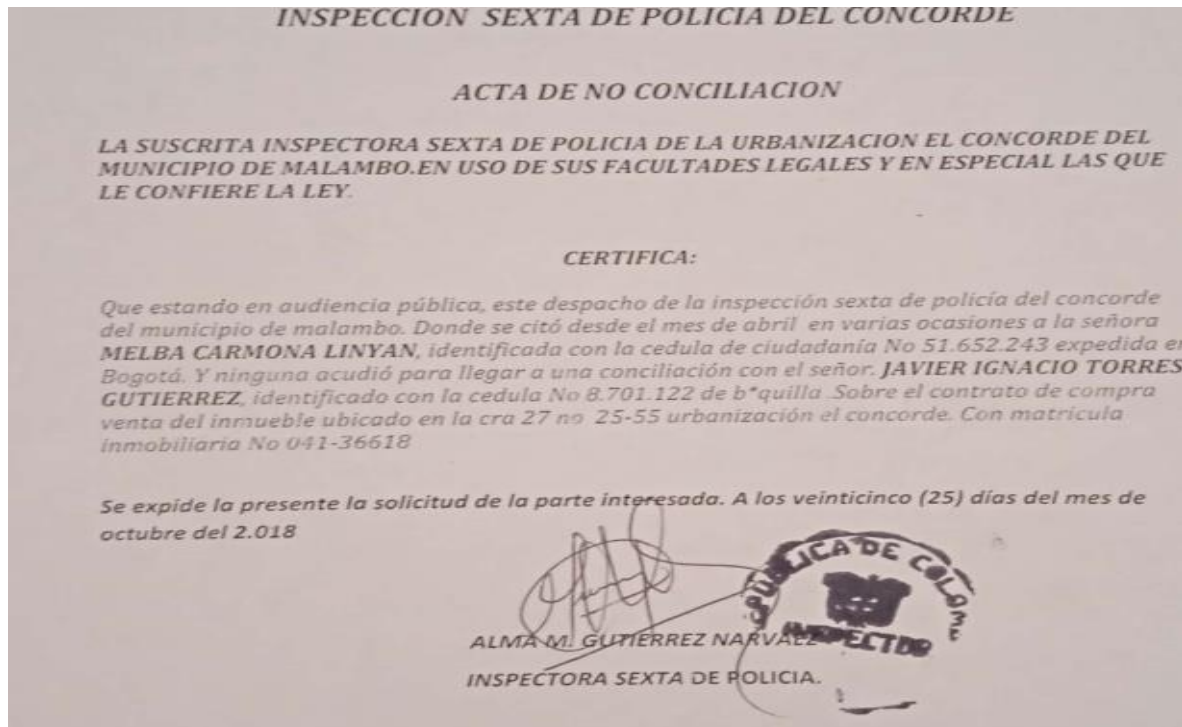 INSPECCION SEXTA DE POLICIA DEL CONCORDE
ACTA DE NO CONCILIACION
LA SUSCRITA INSPECTORA SEXTA DE POLICIA DE LA URBANIZACION EL CONCORDE DEL
MUNICIPIO DE MALAMBO.EN USO DE SUS FACULTADES LEGALES Y EN ESPECIAL LAS QUE
LE CONFIERE LA LEY.
CERTIFICA:
Que estando en audiencia pública, este despacho de la inspección sexta de policía del concorde
del municipio de malambo. Donde se citó desde el mes de abril en varias ocasiones a la señora
MELBA CARMONA LINYAN, identificada con la cedula de ciudadanía No 51.652.243 expedida en
Bogotá. Y ninguna acudió para llegar a una conciliación con el señor. JAVIER IGNACIO TORRES
GUTIERREZ, identificado con la cedula No 8.701.122 de b*quilla .Sobre el contrato de compra
venta del inmueble ubicado en la cra 27 no 25-55 urbanización el concorde. Con matricula
inmobiliaria No 041-36618
Se expide la presente la solicitud de la parte interesada. A los veinticinco (25) días del mes de
octubre del 2.018
ALMA M. GUTIERREZ NARVAEZ
INSPECTORA SEXTA DE POLICIA.